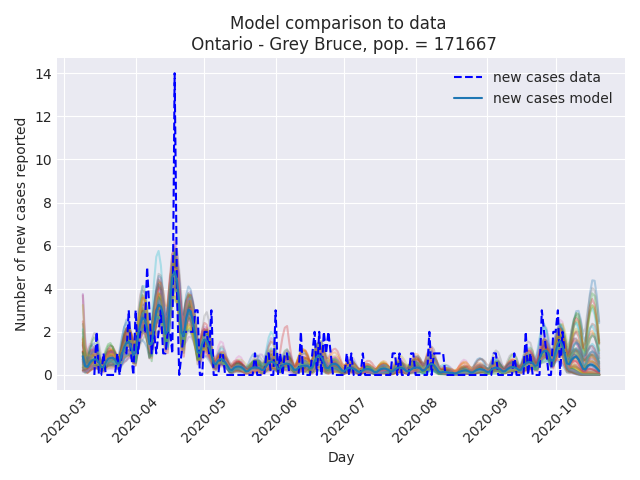 Model comparison to data
Ontario - Grey Bruce, pop. = 171667
new cases data
new cases model
Number of new cases reported
14
12
10
8
6
4
2
0
2020-03
2020-04
2020-05
2020-06
2020-07
2020-08
2020-09
2020-10
Day